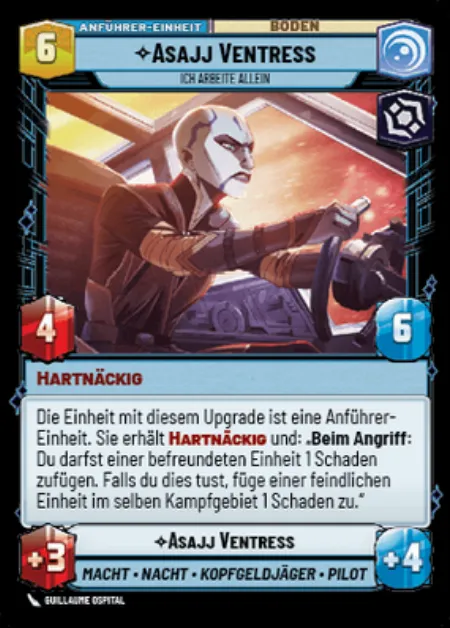 6
ANFÜHRER-EINHEIT
BODEN
✧ASAJJ VENTRESS
ICH ARBEITE ALLEIN
4
6
HARTNÄCKIG
Die Einheit mit diesem Upgrade ist eine Anführer-
Einheit. Sie erhält HARTNÄCKIG und: „Beim Angriff:
Du darfst einer befreundeten Einheit 1 Schaden
zufügen. Falls du dies tust, füge einer feindlichen
Einheit im selben Kampfgebiet 1 Schaden zu.“
+3
✧ASAJJ VENTRESS
+4
MACHT • NACHT • KOPFGELDJÄGER • PILOT
GUILLAUME OSPITAL